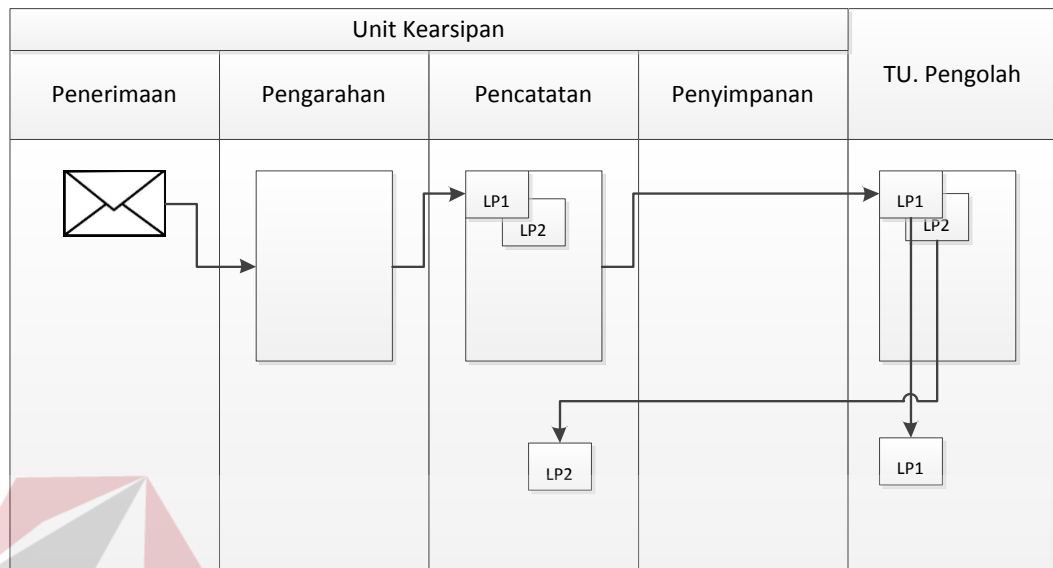 Unit Kearsipan
TU. Pengolah
Penerimaan
Pengarahan
Pencatatan
Penyimpanan
LP1
LP2
LP1
LP2
LP2
LP1